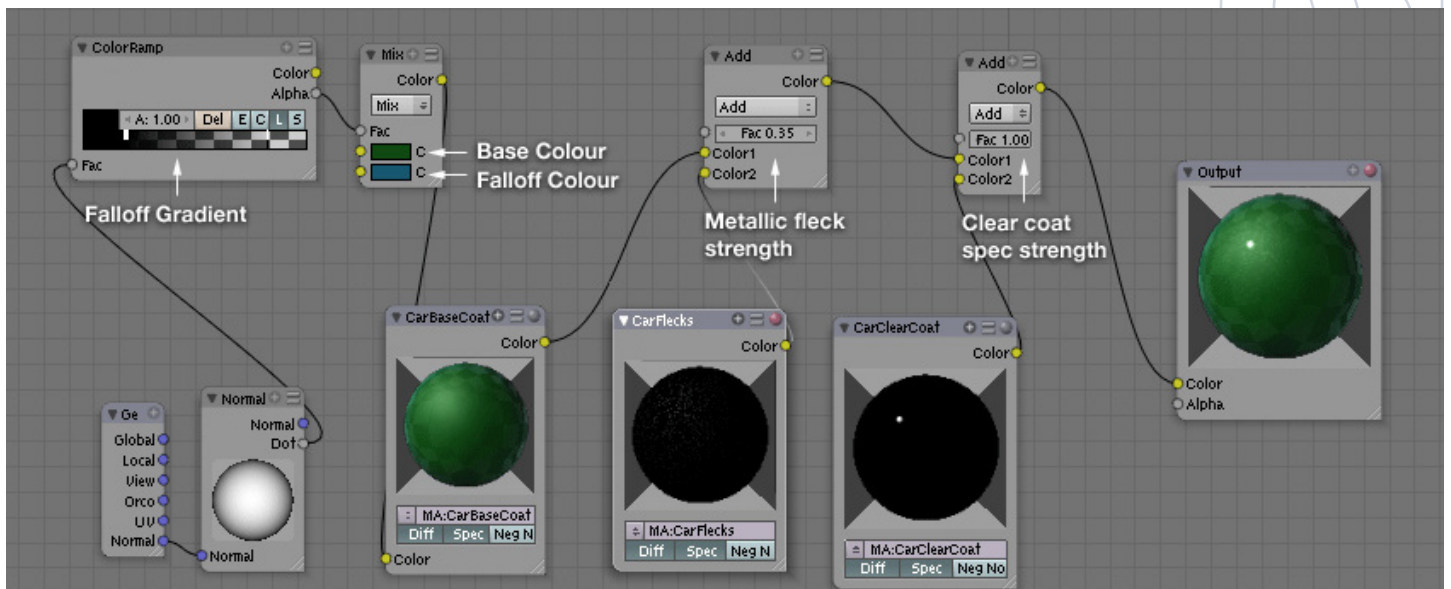 ColorRamp
Color
Alpha
A: 1.00
Del
E
C
L
S
Fac
Falloff Gradient
Mix
Color
Mix
Fac
C
Base Colour
C
Falloff Colour
Add
Color
Add
Fac 0.35
Color1
Color2
Metallic fleck
strength
Add
Color
Add
Fac 1.00
Color1
Color2
Clear coat
spec strength
Output
Color
Alpha
Ge
Global
Local
View
Orco
UV
Normal
Normal
Normal
Dot
Normal
CarBaseCoat
Color
MA:CarBaseCoat
Diff
Spec
Neg N
Color
CarFlecks
Color
MA:CarFlecks
Diff
Spec
Neg N
CarClearCoat
Color
MA:CarClearCoat
Diff
Spec
Neg No